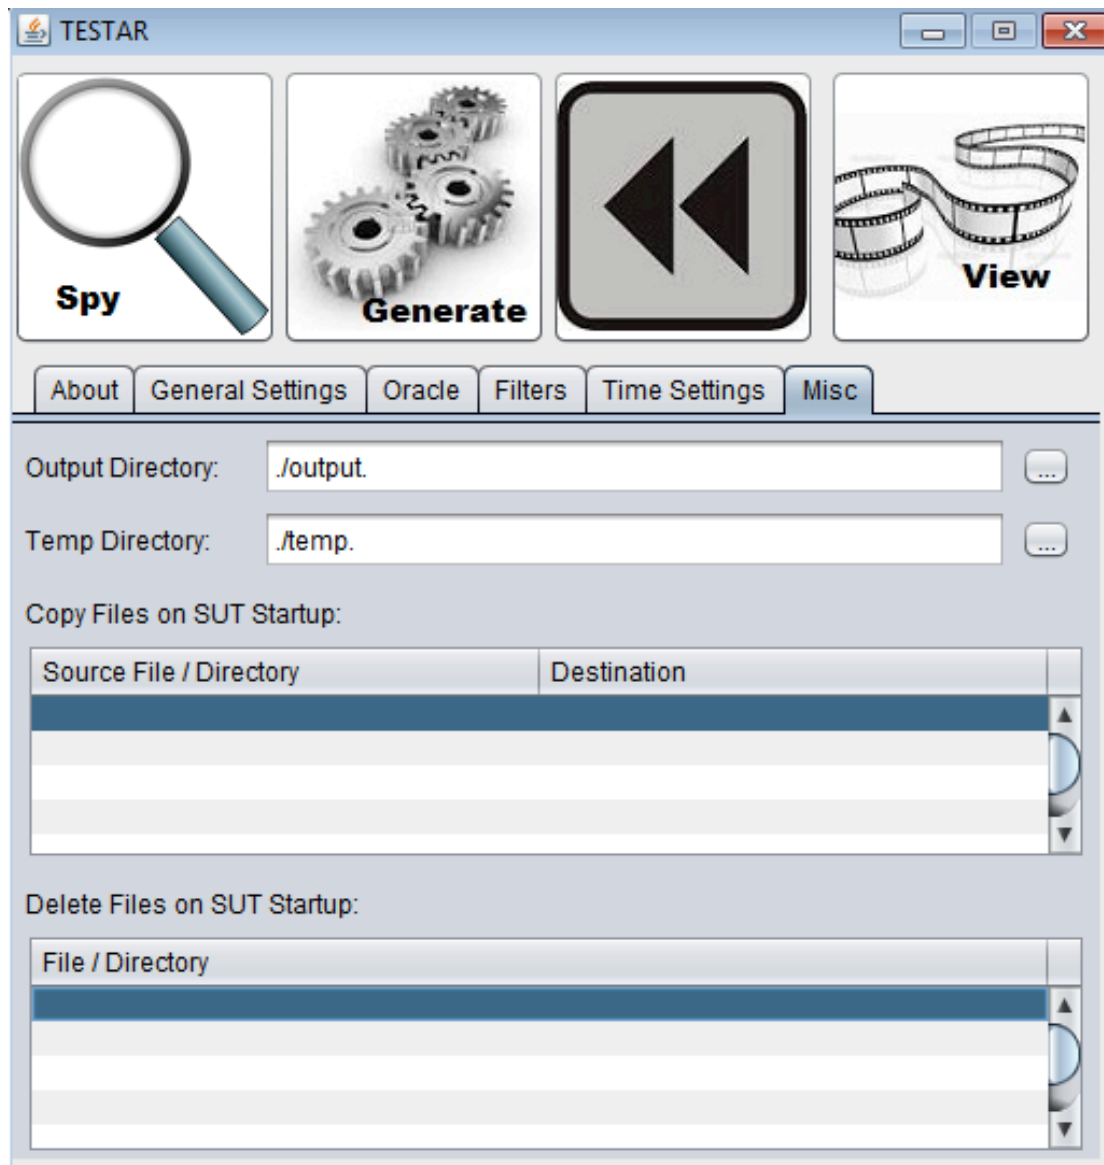 TESTAR
Spy
Generate
View
About General Settings Oracle Filters Time Settings Misc
Output Directory: ./output. ...
Temp Directory: ./temp. ...
Copy Files on SUT Startup:
Source File / Directory Destination
Delete Files on SUT Startup:
File / Directory